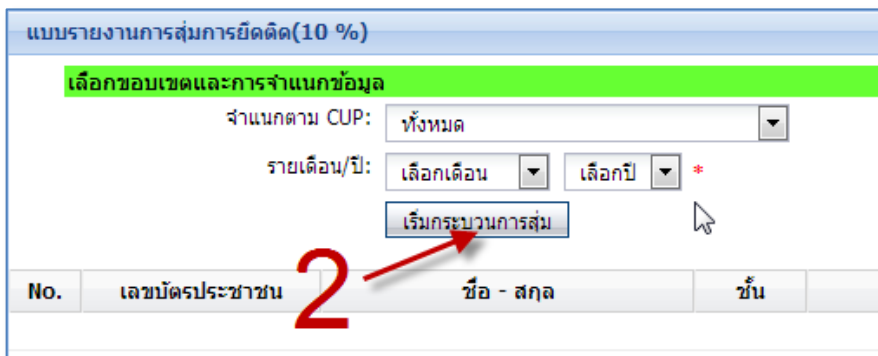 แบบรายงานการสุ่มการยึดติด(10 %)
เลือกขอบเขตและการจำแนกข้อมูล
จำแนกตาม CUP: ทั้งหมด
รายเดือน/ปี: เลือกเดือน เลือกปี *
เริ่มกระบวนการสุ่ม
2
No. เลขบัตรประชาชน ชื่อ - สกุล ชั้น